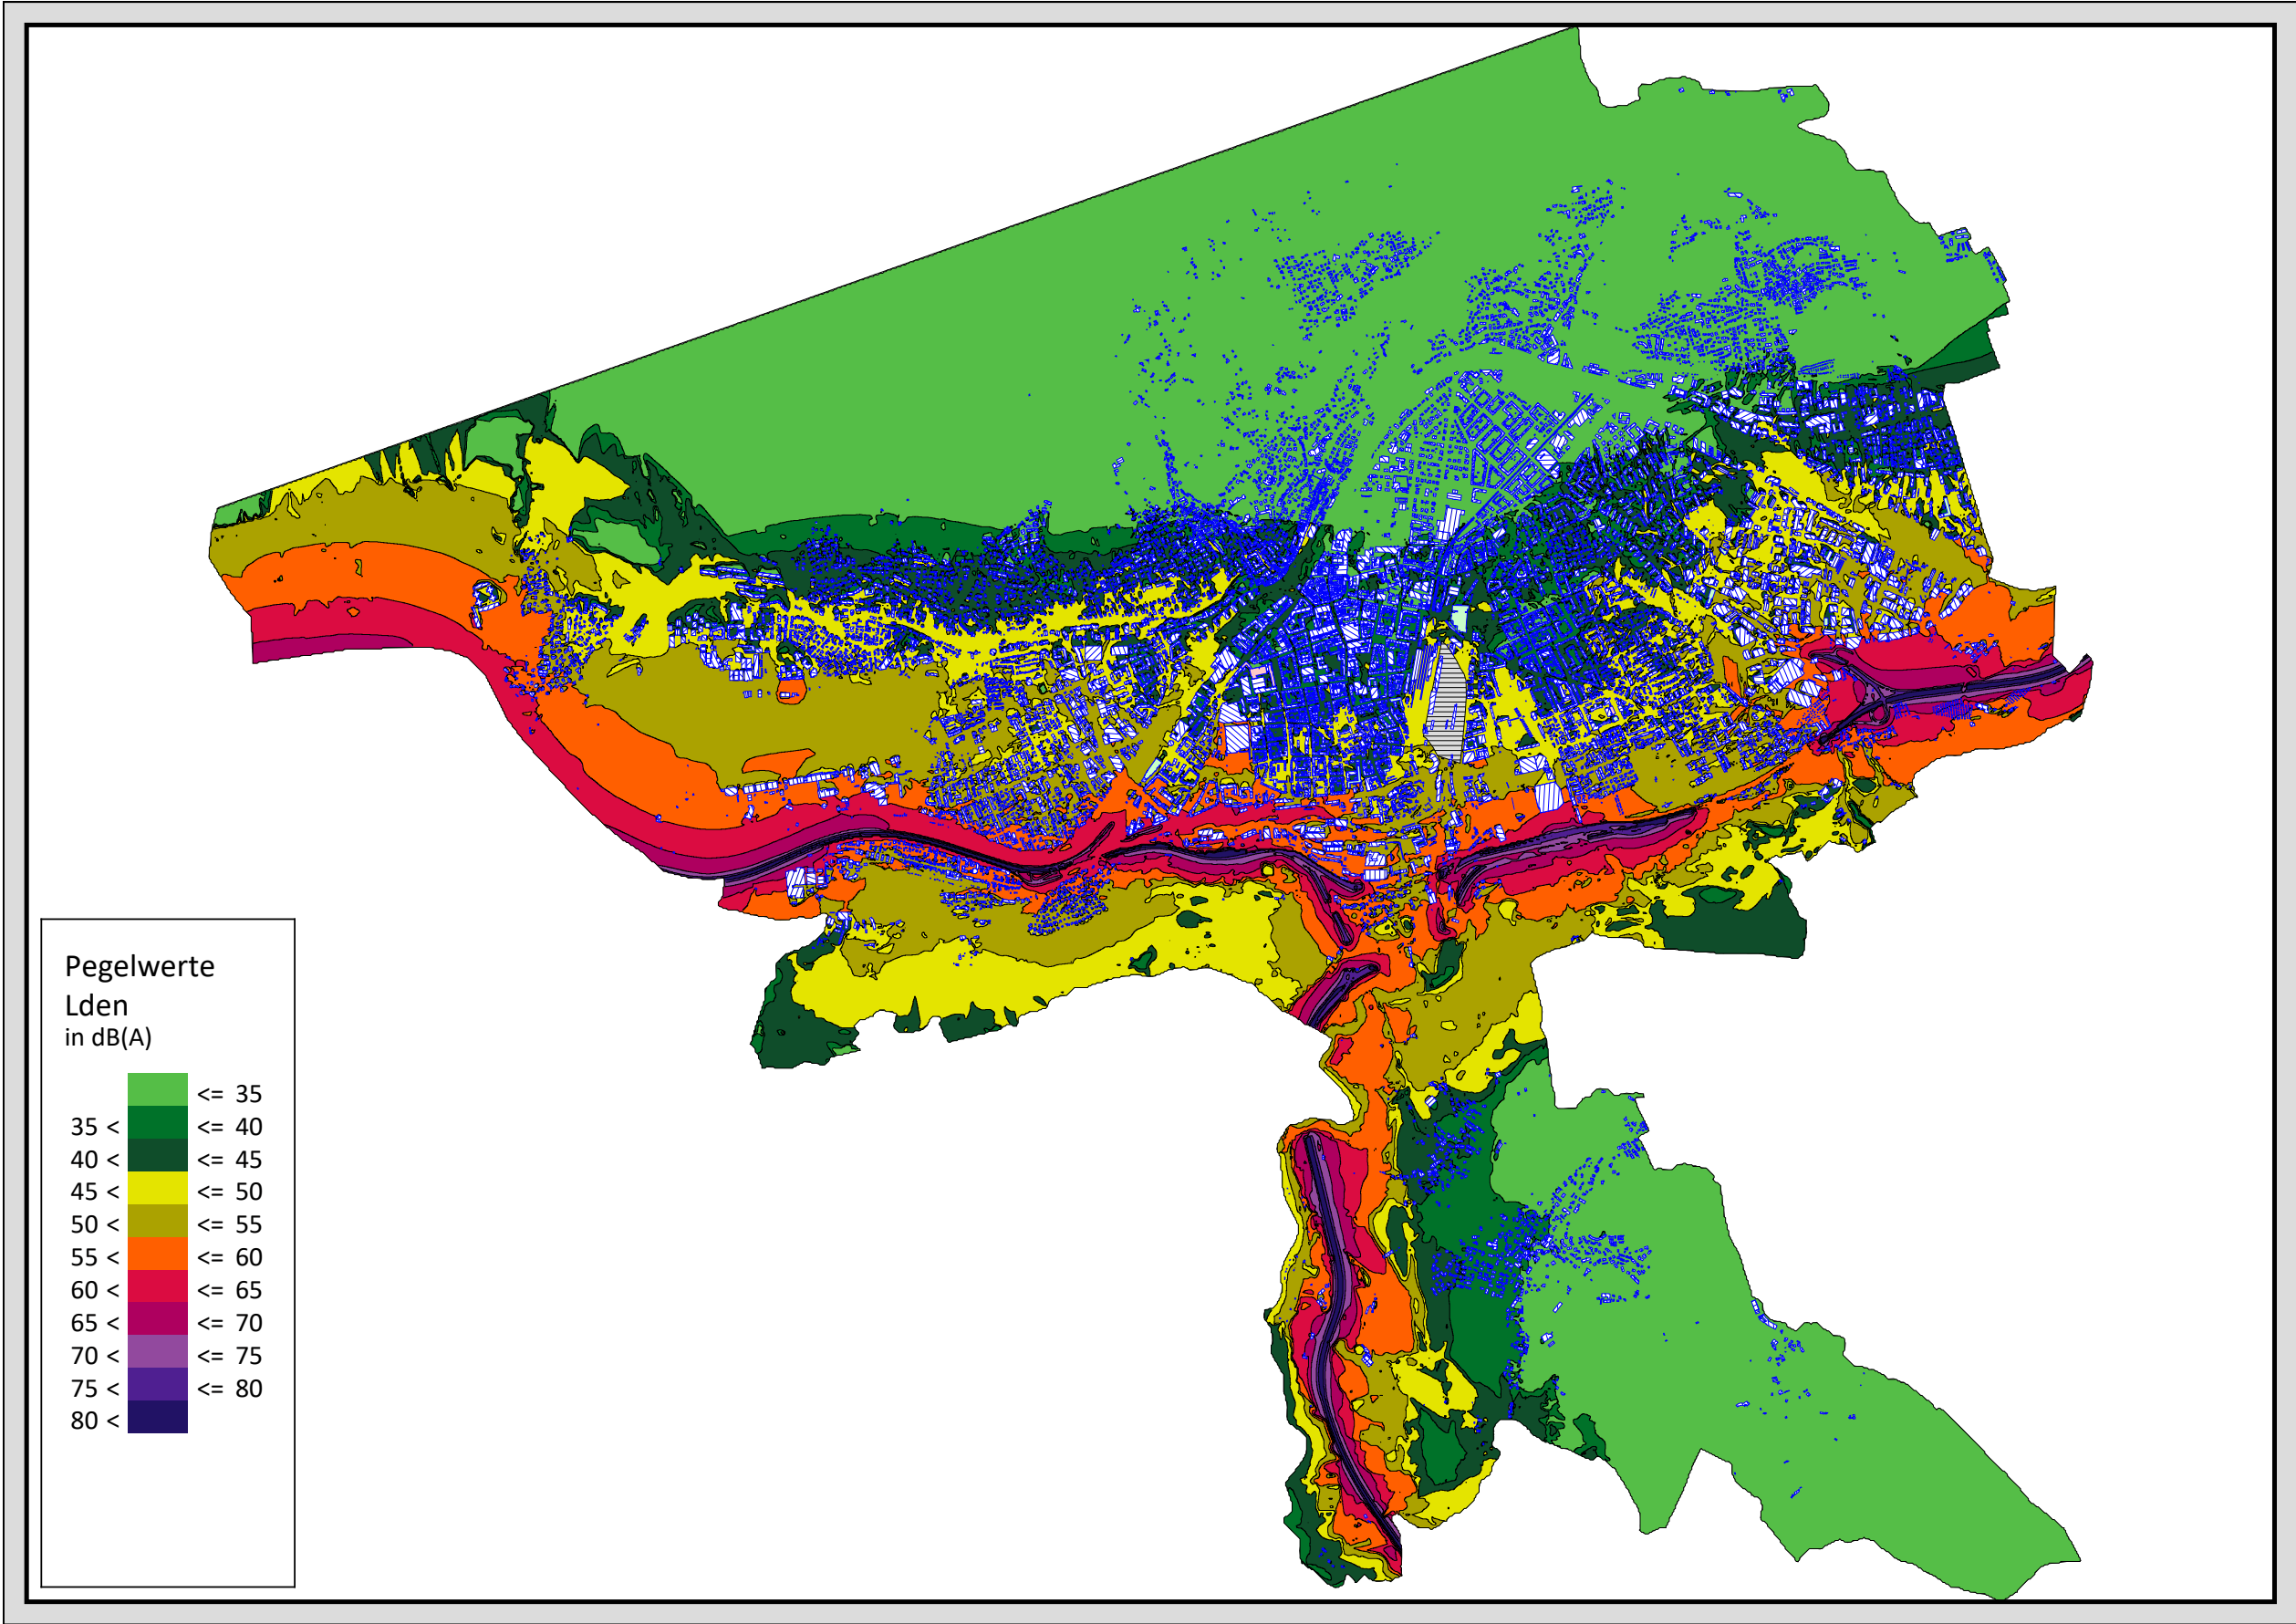 Pegelwerte
Lden
in dB(A)
<= 35
35 < <= 40
40 < <= 45
45 < <= 50
50 < <= 55
55 < <= 60
60 < <= 65
65 < <= 70
70 < <= 75
75 < <= 80
80 <